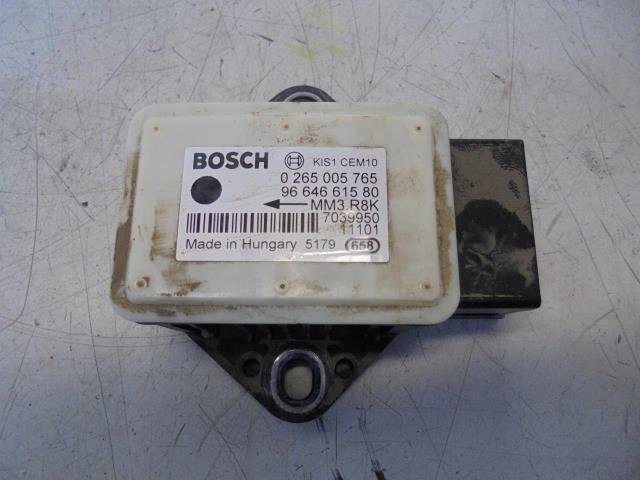 BOSCH KIS1 CEM10
0 265 005 765
96 646 615 80
MM3.R8K
7039950
11101
Made in Hungary 5179 658